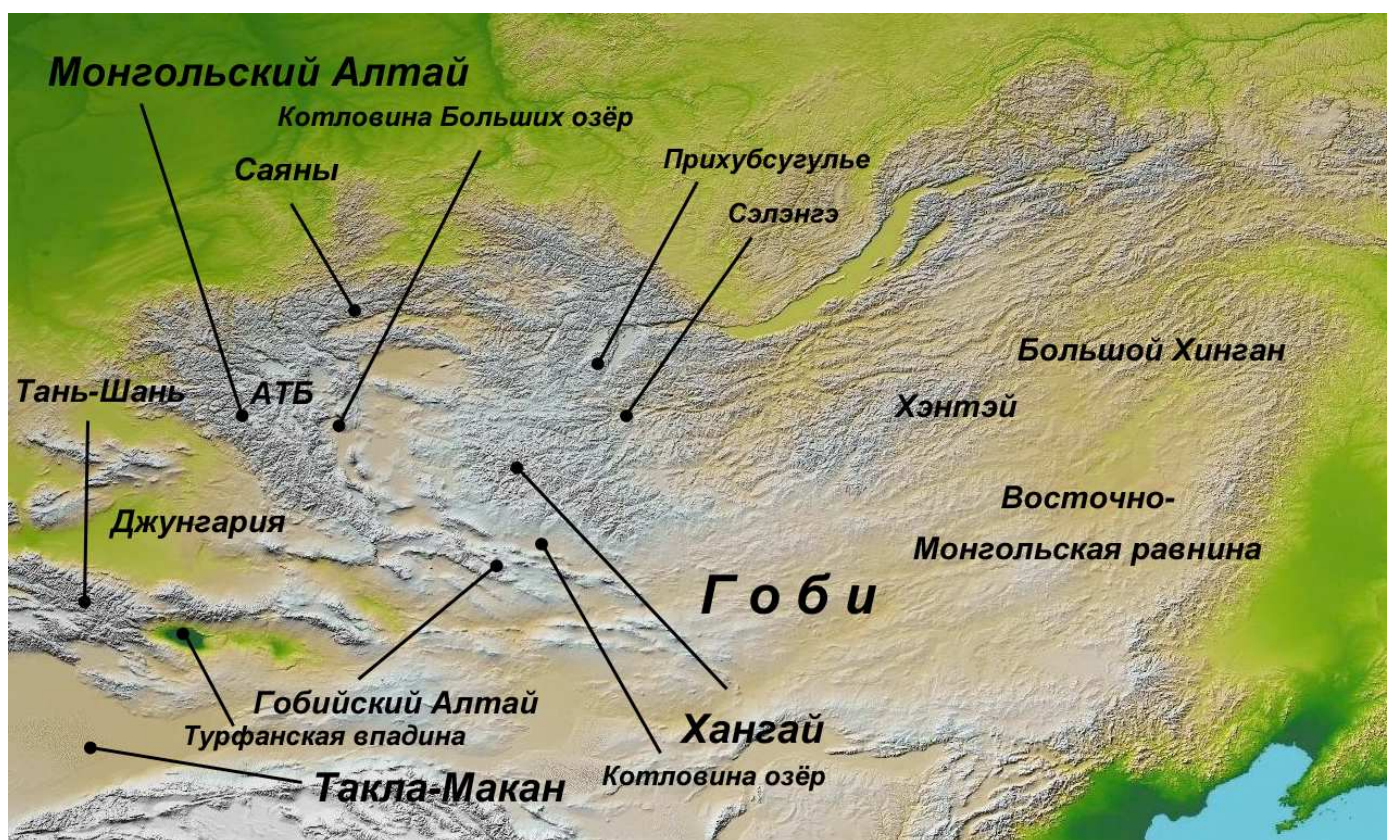 Монгольский Алтай
Котловина Больших озёр
Саяны
Прихубсугулье
Сэлэнгэ
Большой Хинган
Тань-Шань
АТБ
Хэнтэй
Восточно-
Монгольская равнина
Джунгария
Гоби
Гобийский Алтай
Турфанская впадина
Хангай
Котловина озёр
Такла-Макан